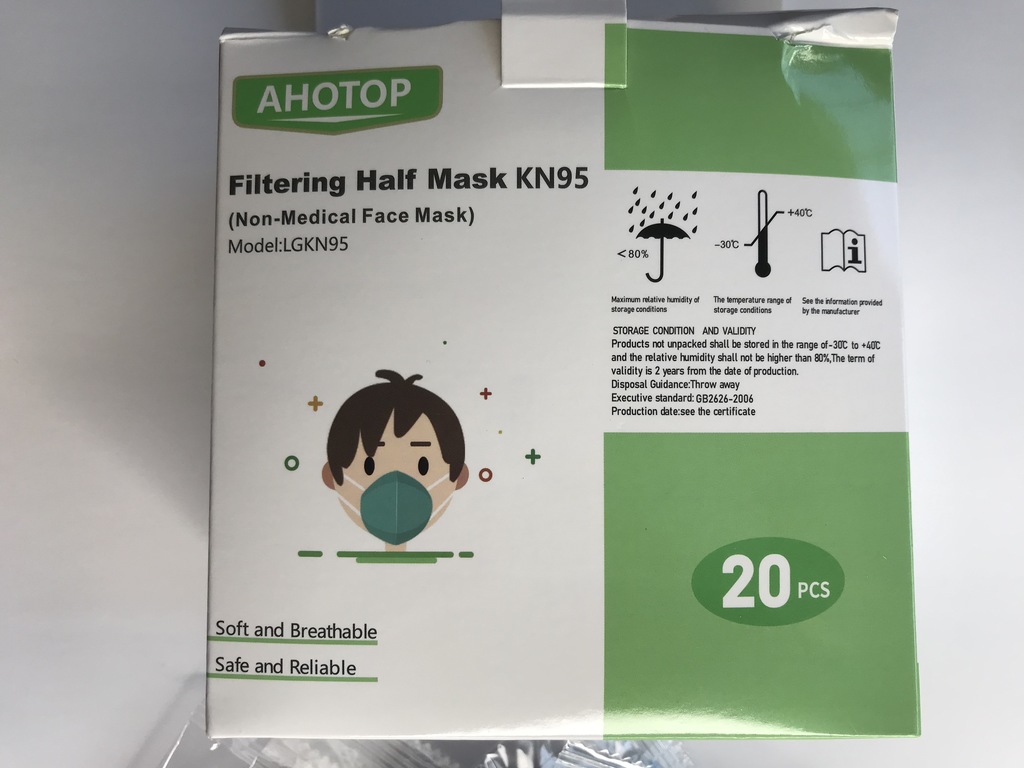 AHOTOP
Filtering Half Mask KN95
(Non-Medical Face Mask)
Model:LGKN95
Soft and Breathable
Safe and Reliable
<80%
-30℃
+40℃
i
Maximum relative humidity of
storage conditions
The temperature range of
storage conditions
See the information provided
by the manufacturer
STORAGE CONDITION AND VALIDITY
Products not unpacked shall be stored in the range of-30℃ to +40℃
and the relative humidity shall not be higher than 80%,The term of
validity is 2 years from the date of production.
Disposal Guidance:Throw away
Executive standard: GB2626-2006
Production date:see the certificate
20 PCS